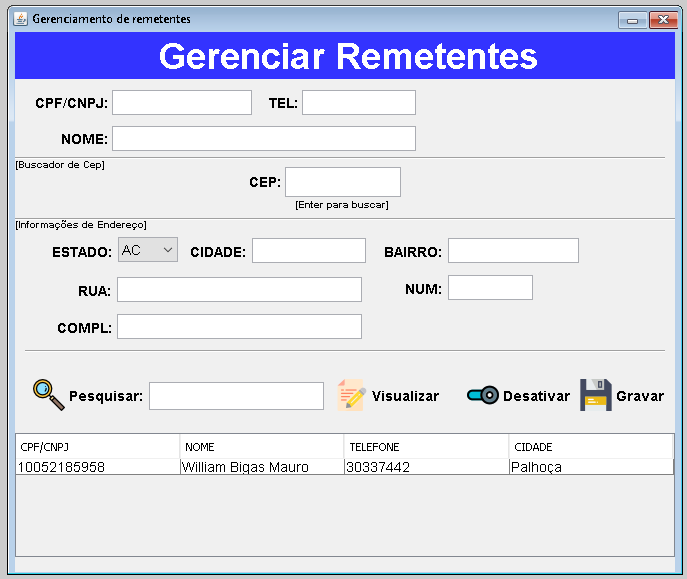 Gerenciamento de remetentes
Gerenciar Remetentes
CPF/CNPJ: TEL:
NOME:
[Buscador de Cep]
CEP:
[Enter para buscar]
[Informações de Endereço]
ESTADO: AC CIDADE: BAIRRO:
RUA: NUM:
COMPL:
Pesquisar: Visualizar Desativar Gravar
CPF/CNPJ NOME TELEFONE CIDADE
10052185958 William Bigas Mauro 30337442 Palhoça